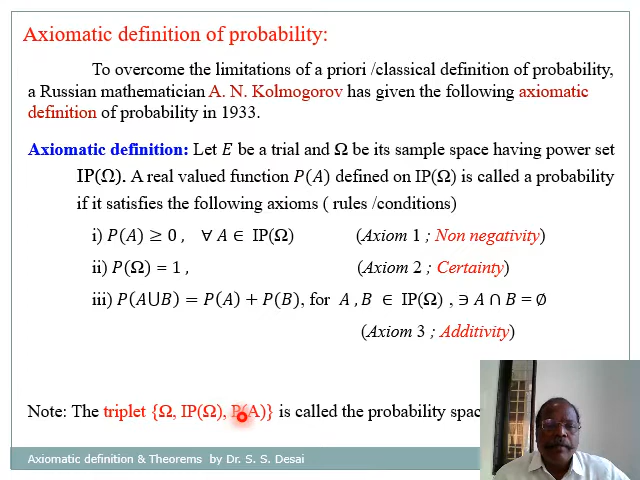 Axiomatic definition of probability:
To overcome the limitations of a priori /classical definition of probability,
a Russian mathematician A. N. Kolmogorov has given the following axiomatic
definition of probability in 1933.
Axiomatic definition: Let E be a trial and Ω be its sample space having power set
IP(Ω). A real valued function P(A) defined on IP(Ω) is called a probability
if it satisfies the following axioms ( rules /conditions)
i) P(A) ≥ 0 , ∀ A ∈ IP(Ω) (Axiom 1 ; Non negativity)
ii) P(Ω) = 1 , (Axiom 2 ; Certainty)
iii) P(A⋃B) = P(A) + P(B), for A , B ∈ IP(Ω) , ∋ A ∩ B = ∅
(Axiom 3 ; Additivity)
Note: The triplet {Ω, IP(Ω), P(A)} is called the probability spac
Axiomatic definition & Theorems by Dr. S. S. Desai